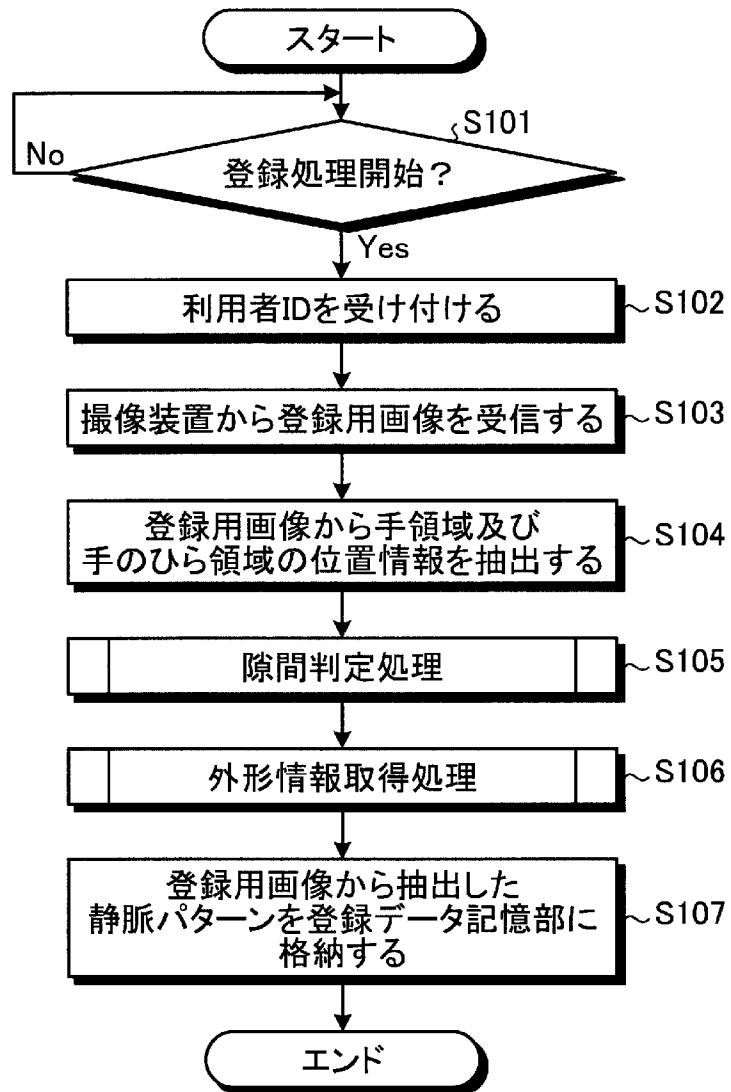 スタート
S101
登録処理開始？
No
Yes
利用者IDを受け付ける
S102
撮像装置から登録用画像を受信する
S103
登録用画像から手領域及び
手のひら領域の位置情報を抽出する
S104
隙間判定処理
S105
外形情報取得処理
S106
登録用画像から抽出した
静脈パターンを登録データ記憶部に
格納する
S107
エンド